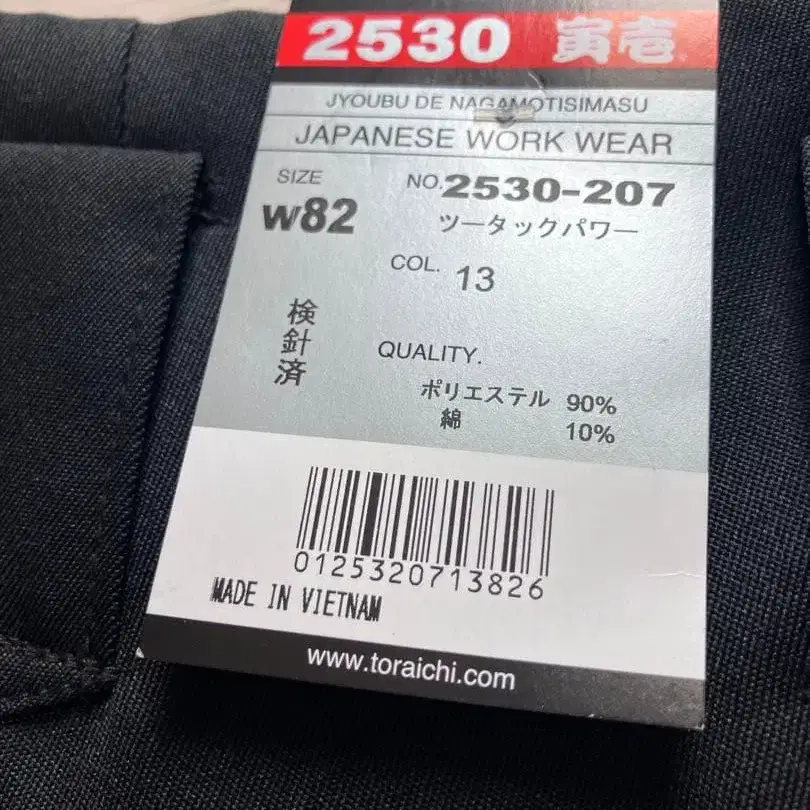 2530 寅壱®
JYOUBU DE NAGAMOTISIMASU
JAPANESE WORK WEAR
SIZE
W82
NO.2530-207
ツータックパワー
COL. 13
検針済
QUALITY.
ポリエステル 90%
綿 10%
0125320713826
MADE IN VIETNAM
www.toraichi.com